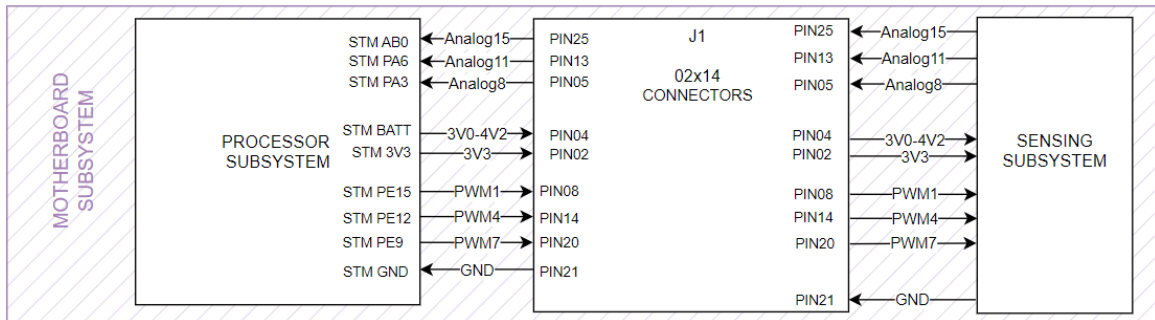 MOTHERBOARD
SUBSYSTEM
PROCESSOR
SUBSYSTEM
STM AB0
STM PA6
STM PA3
STM BATT
STM 3V3
STM PE15
STM PE12
STM PE9
STM GND
Analog15
Analog11
Analog8
3V0-4V2
3V3
PWM1
PWM4
PWM7
GND
PIN25
PIN13
PIN05
PIN04
PIN02
PIN08
PIN14
PIN20
PIN21
J1
02x14
CONNECTORS
PIN25
PIN13
PIN05
PIN04
PIN02
PIN08
PIN14
PIN20
PIN21
Analog15
Analog11
Analog8
3V0-4V2
3V3
PWM1
PWM4
PWM7
GND
SENSING
SUBSYSTEM